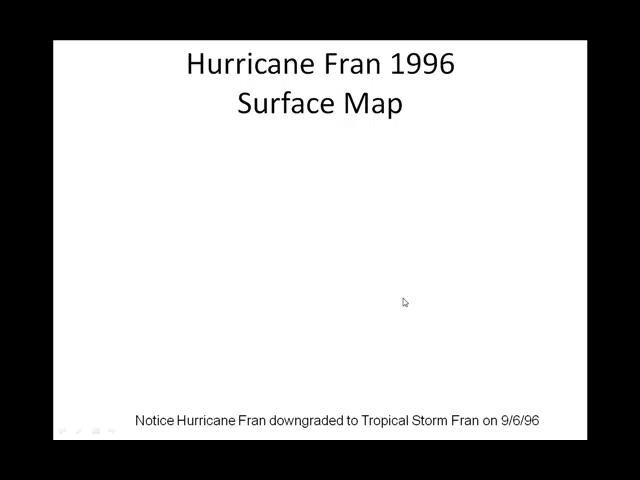 Hurricane Fran 1996
Surface Map
Notice Hurricane Fran downgraded to Tropical Storm Fran on 9/6/96